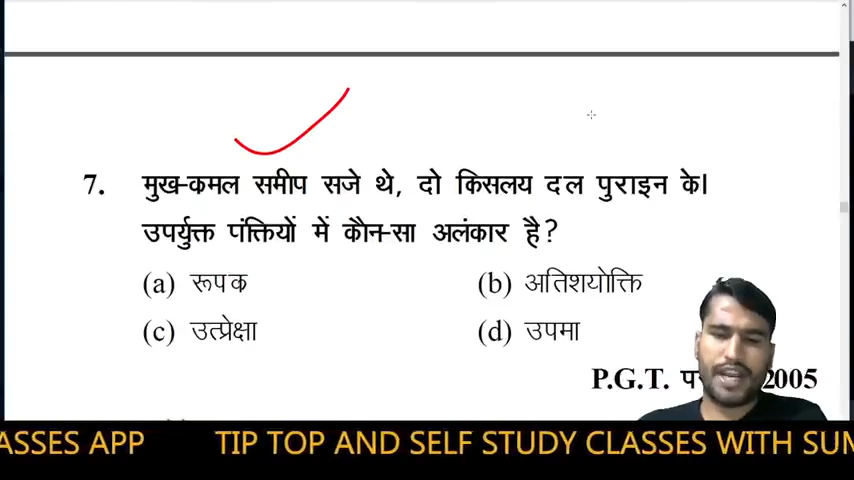 7. मुख-कमल समीप सजे थे, दो किसलय दल पुराइन के।
उपर्युक्त पंक्तियों में कौन-सा अलंकार है?
(a) रूपक (b) अतिशयोक्ति
(c) उत्प्रेक्षा (d) उपमा
P.G.T. 2005
ASSES APP TIP TOP AND SELF STUDY CLASSES WITH SUM